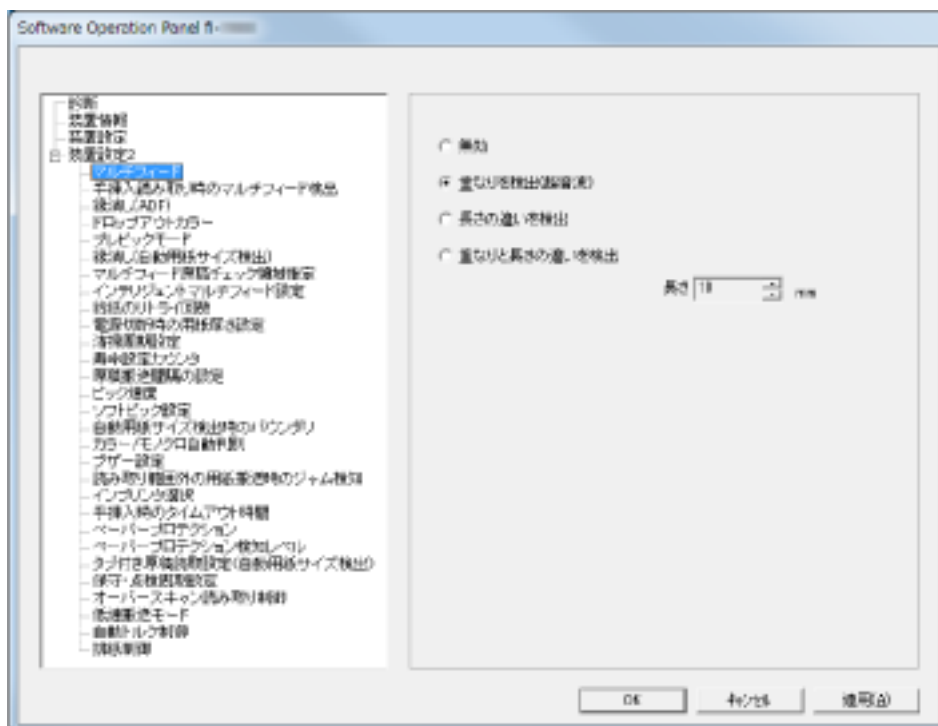 Software Operation Panel fi-
診断
装置情報
装置設定
装置設定2
マルチフィード
手挿入読み取り時のマルチフィード検出
縁消し(ADF)
ドロップアウトカラー
プレピックモード
縁消し(自動用紙サイズ検出)
マルチフィード原稿チェック領域指定
インテリジェントマルチフィード設定
給紙のリトライ回数
電源切断時の用紙厚さ設定
清掃周期設定
寿命設定カウンタ
原稿搬送間隔の設定
ピック速度
ソフトピック設定
自動用紙サイズ検出時のバウンダリ
カラー/モノクロ自動判別
ブザー設定
読み取り範囲外の用紙搬送時のジャム検知
インプリンタ選択
手挿入時のタイムアウト時間
ペーパープロテクション
ペーパープロテクション検知レベル
タブ付き原稿読取設定(自動用紙サイズ検出)
保守・点検周期設定
オーバースキャン読み取り制御
低速搬送モード
自動トルク制御
排紙制御
無効
重なりを検出(超音波)
長さの違いを検出
重なりと長さの違いを検出
長さ 10 mm
OK キャンセル 適用(A)